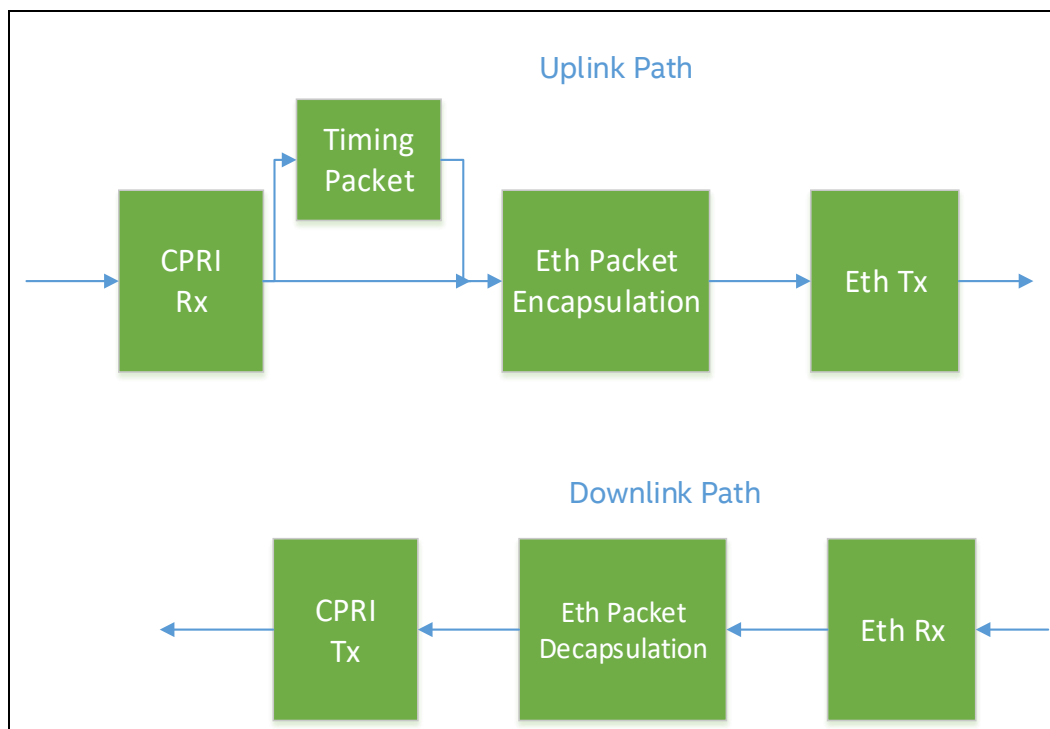 Uplink Path
Timing
Packet
CPRI
Rx
Eth Packet
Encapsulation
Eth Tx
Downlink Path
CPRI
Tx
Eth Packet
Decapsulation
Eth Rx